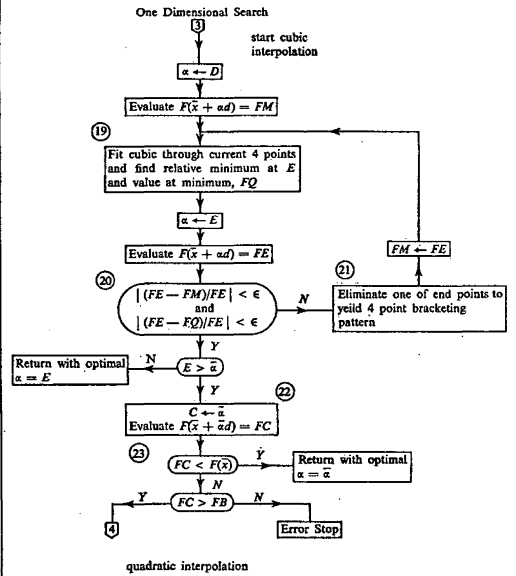 One Dimensional Search
3
start cubic
interpolation
α ← D
Evaluate F(x̄ + αd) = FM
19
Fit cubic through current 4 points
and find relative minimum at E
and value at minimum, FQ
α ← E
FM ← FE
Evaluate F(x̄ + αd) = FE
20
| (FE − FM)/FE | < ϵ
and
| (FE − FQ)/FE | < ϵ
N
21
Eliminate one of end points to
yeild 4 point bracketing
pattern
Y
E > ᾱ
N
Return with optimal
α = E
Y
22
C ← ᾱ
Evaluate F(x̄ + ᾱd) = FC
23
FC < F(x̄)
Y
Return with optimal
α = ᾱ
N
Y
FC > FB
N
4
Error Stop
quadratic interpolation